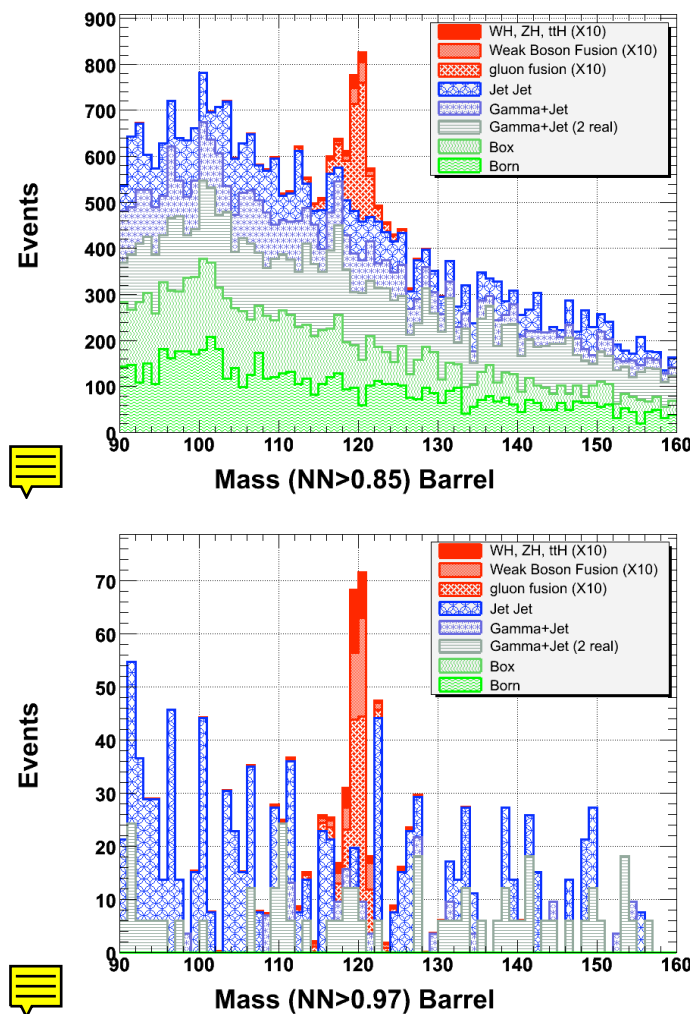 900
800
700
600
500
400
300
200
100
0
Events
WH, ZH, ttH (X10)
Weak Boson Fusion (X10)
gluon fusion (X10)
Jet Jet
Gamma+Jet
Gamma+Jet (2 real)
Box
Born
90 100 110 120 130 140 150 160
Mass (NN>0.85) Barrel
70
60
50
40
30
20
10
0
Events
WH, ZH, ttH (X10)
Weak Boson Fusion (X10)
gluon fusion (X10)
Jet Jet
Gamma+Jet
Gamma+Jet (2 real)
Box
Born
90 100 110 120 130 140 150 160
Mass (NN>0.97) Barrel